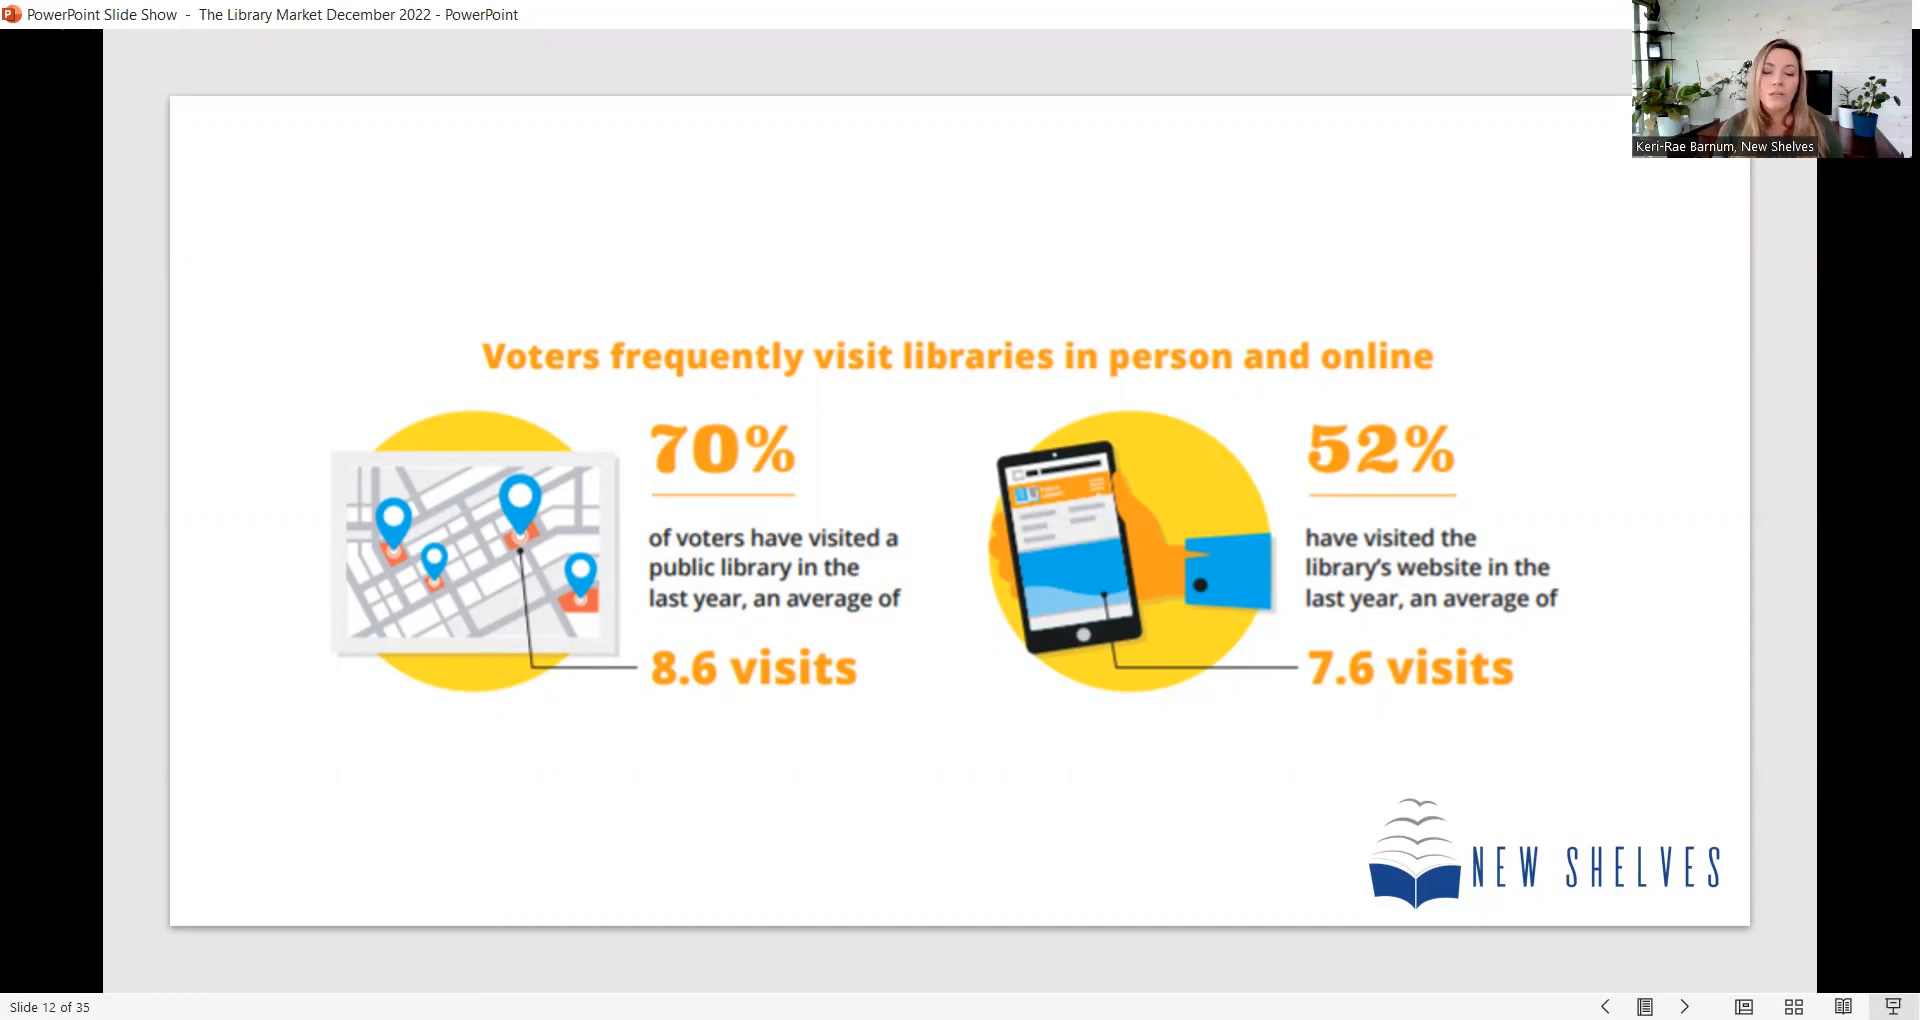 PowerPoint Slide Show - The Library Market December 2022 - PowerPoint
Keri-Rae Barnum, New Shelves
Voters frequently visit libraries in person and online
70%
of voters have visited a
public library in the
last year, an average of
8.6 visits
52%
have visited the
library's website in the
last year, an average of
7.6 visits
NEW SHELVES
Slide 12 of 35